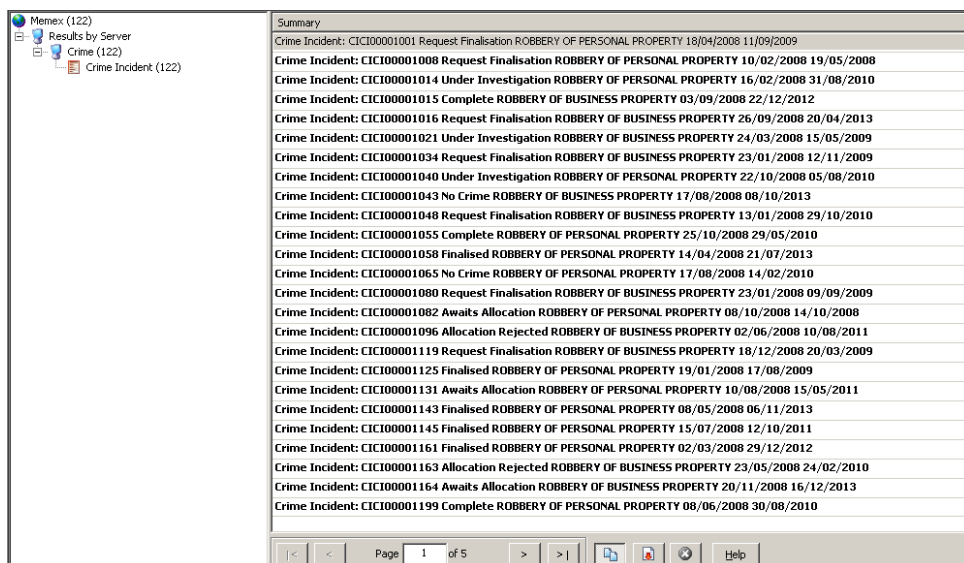 Memex (122)
Results by Server
Crime (122)
Crime Incident (122)
Summary
Crime Incident: CICI00001001 Request Finalisation ROBBERY OF PERSONAL PROPERTY 18/04/2008 11/09/2009
Crime Incident: CICI00001008 Request Finalisation ROBBERY OF PERSONAL PROPERTY 10/02/2008 19/05/2008
Crime Incident: CICI00001014 Under Investigation ROBBERY OF PERSONAL PROPERTY 16/02/2008 31/08/2010
Crime Incident: CICI00001015 Complete ROBBERY OF BUSINESS PROPERTY 03/09/2008 22/12/2012
Crime Incident: CICI00001016 Request Finalisation ROBBERY OF BUSINESS PROPERTY 26/09/2008 20/04/2013
Crime Incident: CICI00001021 Under Investigation ROBBERY OF BUSINESS PROPERTY 24/03/2008 15/05/2009
Crime Incident: CICI00001034 Request Finalisation ROBBERY OF BUSINESS PROPERTY 23/01/2008 12/11/2009
Crime Incident: CICI00001040 Under Investigation ROBBERY OF BUSINESS PROPERTY 22/10/2008 05/08/2010
Crime Incident: CICI00001043 No Crime ROBBERY OF BUSINESS PROPERTY 17/08/2008 08/10/2013
Crime Incident: CICI00001048 Request Finalisation ROBBERY OF BUSINESS PROPERTY 13/01/2008 29/10/2010
Crime Incident: CICI00001055 Complete ROBBERY OF PERSONAL PROPERTY 25/10/2008 29/05/2010
Crime Incident: CICI00001058 Finalised ROBBERY OF PERSONAL PROPERTY 14/04/2008 21/07/2013
Crime Incident: CICI00001065 No Crime ROBBERY OF PERSONAL PROPERTY 17/08/2008 14/02/2010
Crime Incident: CICI00001080 Request Finalisation ROBBERY OF BUSINESS PROPERTY 23/01/2008 09/09/2009
Crime Incident: CICI00001082 Awaits Allocation ROBBERY OF PERSONAL PROPERTY 08/10/2008 14/10/2008
Crime Incident: CICI00001096 Allocation Rejected ROBBERY OF BUSINESS PROPERTY 02/06/2008 10/08/2011
Crime Incident: CICI00001119 Request Finalisation ROBBERY OF BUSINESS PROPERTY 18/12/2008 20/03/2009
Crime Incident: CICI00001125 Finalised ROBBERY OF PERSONAL PROPERTY 19/01/2008 17/08/2009
Crime Incident: CICI00001131 Awaits Allocation ROBBERY OF PERSONAL PROPERTY 10/08/2008 15/05/2011
Crime Incident: CICI00001143 Finalised ROBBERY OF PERSONAL PROPERTY 08/05/2008 06/11/2013
Crime Incident: CICI00001145 Finalised ROBBERY OF PERSONAL PROPERTY 15/07/2008 12/10/2011
Crime Incident: CICI00001161 Finalised ROBBERY OF PERSONAL PROPERTY 02/03/2008 29/12/2012
Crime Incident: CICI00001163 Allocation Rejected ROBBERY OF BUSINESS PROPERTY 23/05/2008 24/02/2010
Crime Incident: CICI00001164 Awaits Allocation ROBBERY OF BUSINESS PROPERTY 20/11/2008 16/12/2013
Crime Incident: CICI00001199 Complete ROBBERY OF PERSONAL PROPERTY 08/06/2008 30/08/2010
|< < Page 1 of 5 > >| Help